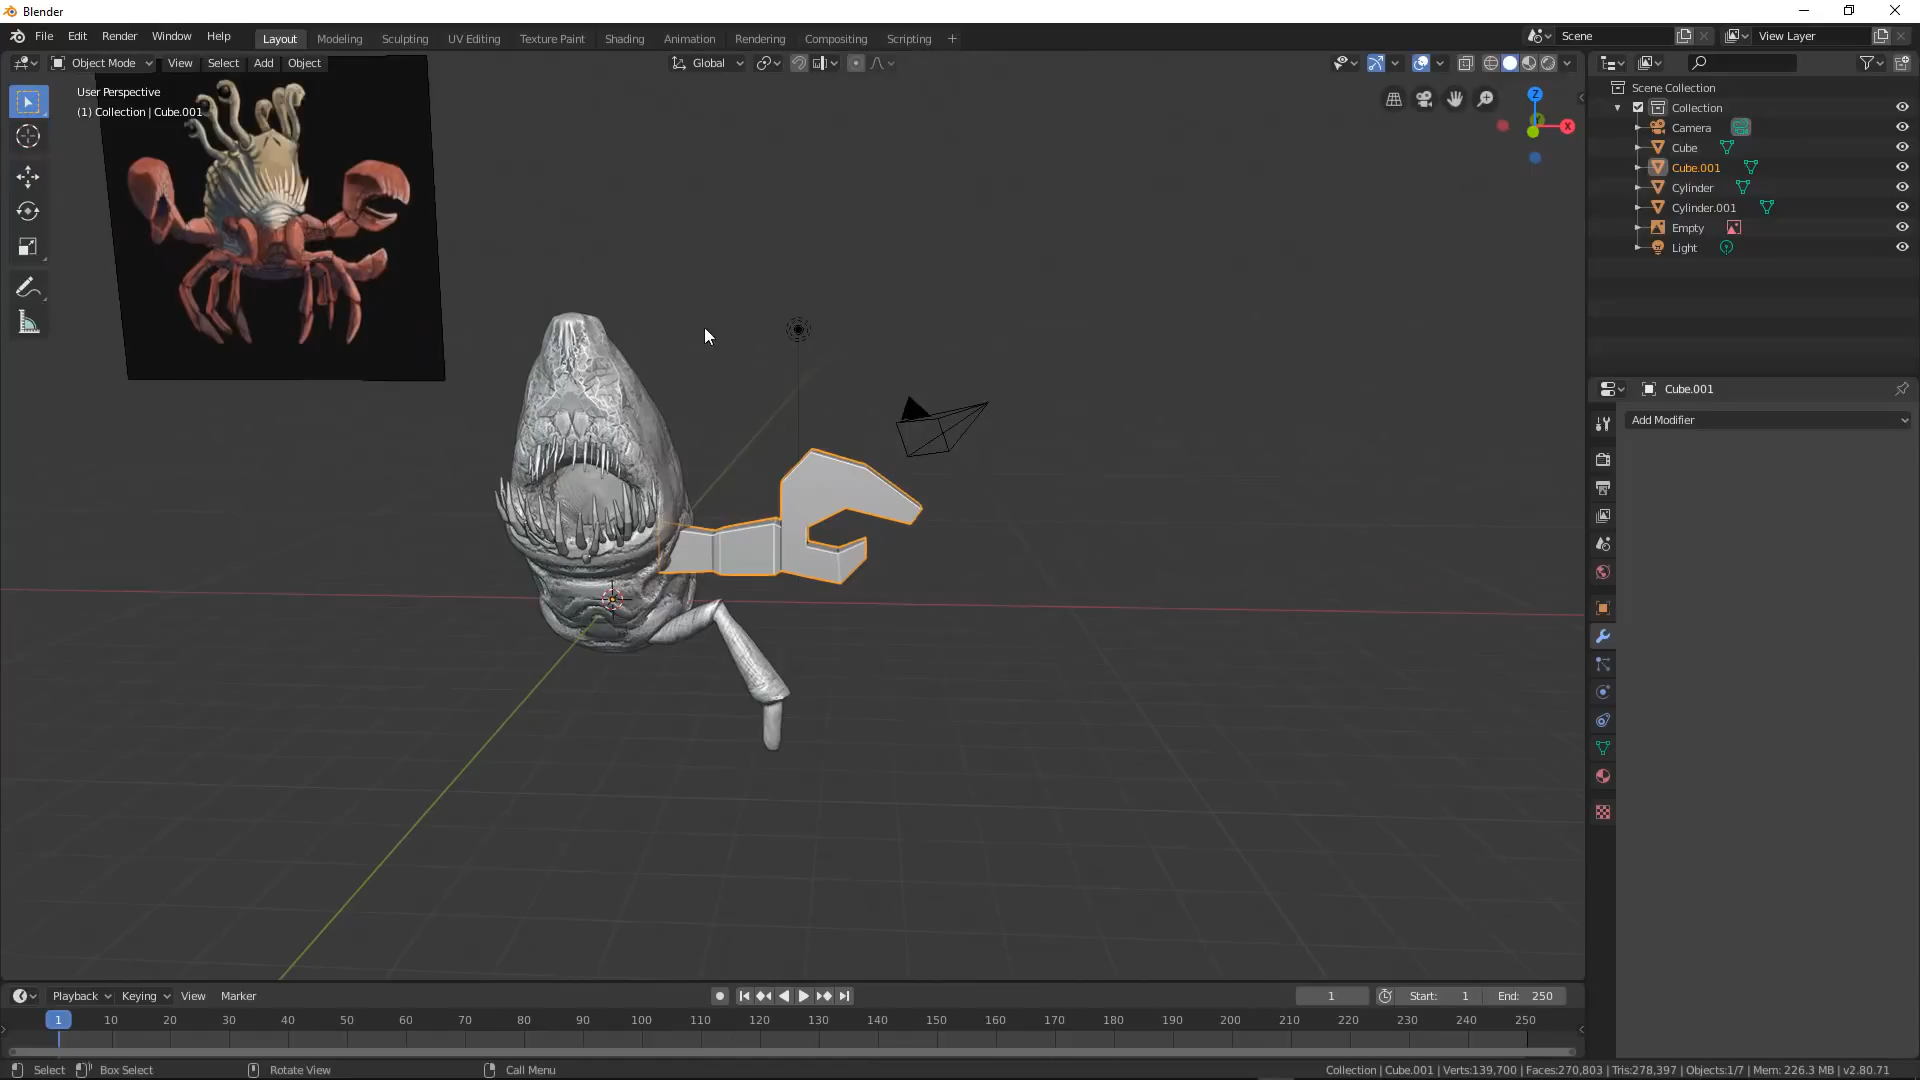 Blender
File Edit Render Window Help
Layout Modeling Sculpting UV Editing Texture Paint Shading Animation Rendering Compositing Scripting +
Scene
View Layer
Object Mode View Select Add Object
Global
User Perspective
(1) Collection | Cube.001
Z
X
Scene Collection
Collection
Camera
Cube
Cube.001
Cylinder
Cylinder.001
Empty
Light
Cube.001
Add Modifier
Playback Keying View Marker
1
Start: 1
End: 250
1 10 20 30 40 50 60 70 80 90 100 110 120 130 140 150 160 170 180 190 200 210 220 230 240 250
Select Box Select Rotate View Call Menu
Collection | Cube.001 | Verts:139,700 | Faces:270,803 | Tris:278,397 | Objects:1/7 | Mem: 226.3 MB | v2.80.71